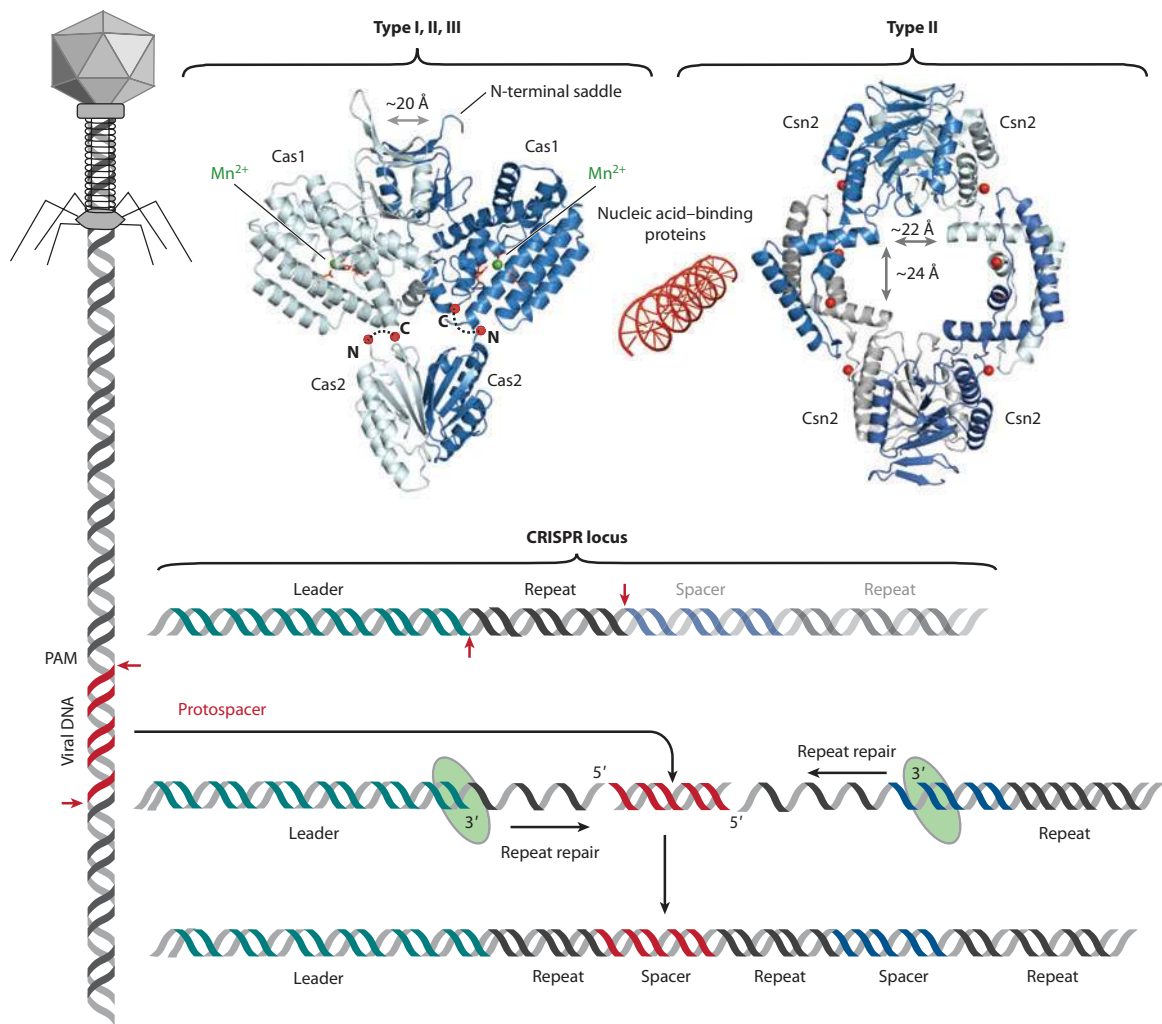 Type I, II, III
Type II
~20 Å
N-terminal saddle
Cas1
Cas1
Mn2+
Mn2+
Csn2
Csn2
Nucleic acid–binding
proteins
~22 Å
~24 Å
C
C
N
N
Cas2
Cas2
Csn2
Csn2
CRISPR locus
Leader
Repeat
Spacer
Repeat
PAM
Viral DNA
Protospacer
Repeat repair
5′
3′
3′
5′
Leader
Repeat repair
Repeat
Leader
Repeat
Spacer
Repeat
Spacer
Repeat